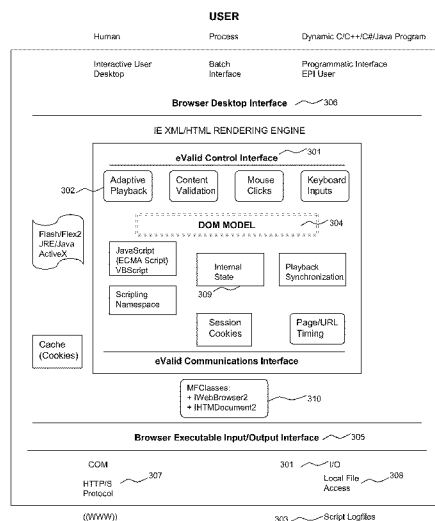 USER
Human Process Dynamic C/C++/C#/Java Program
Interactive User Desktop
Batch Interface
Programmatic Interface EPI User
Browser Desktop Interface 306
IE XML/HTML RENDERING ENGINE
eValid Control Interface 301
302
Adaptive Playback
Content Validation
Mouse Clicks
Keyboard Inputs
DOM MODEL 304
Flash/Flex2
JRE/Java
ActiveX
JavaScript
{ECMA Script}
VBScript
Internal State
309
Playback Synchronization
Scripting Namespace
Session Cookies
Page/URL Timing
Cache
(Cookies)
eValid Communications Interface
MFClasses:
+ IWebBrowser2
+ IHTMDocument2
310
Browser Executable Input/Output Interface 305
COM
301 I/O
HTTP/S Protocol
307
Local File Access
308
((WWW))
303 Script Logfiles